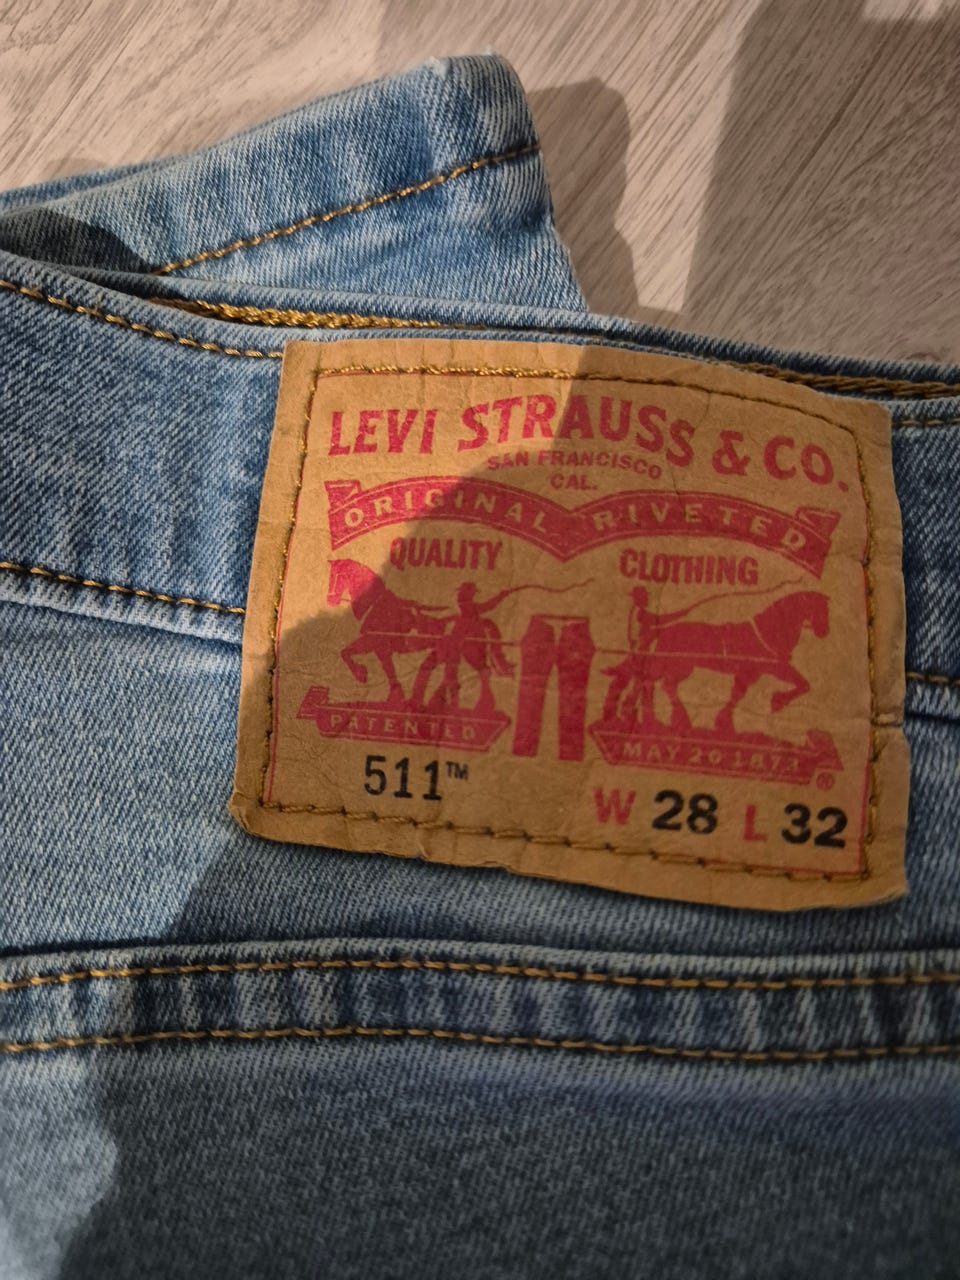 LEVI STRAUSS & CO.
SAN FRANCISCO
CAL.
ORIGINAL RIVETED
QUALITY CLOTHING
PATENTED MAY 20 1873 ®
511™
W 28 L 32